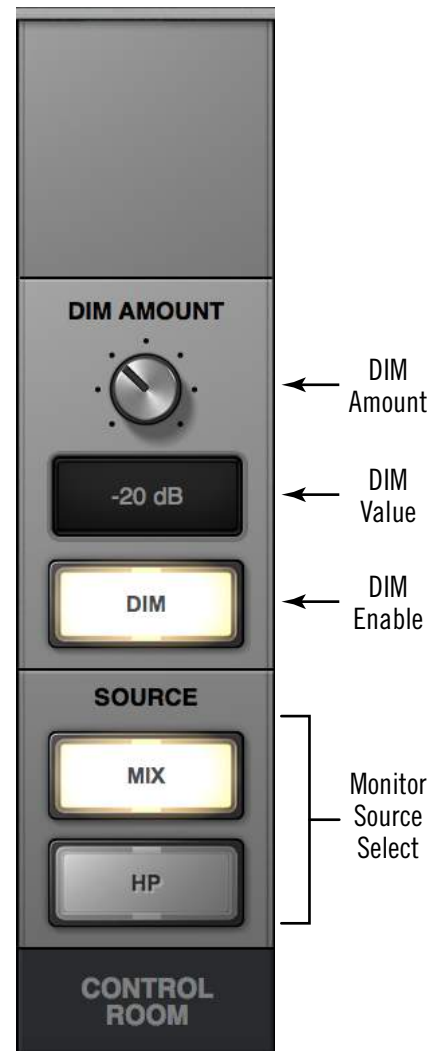 DIM AMOUNT
DIM
Amount
-20 dB
DIM
Value
DIM
DIM
Enable
SOURCE
MIX
HP
Monitor
Source
Select
CONTROL
ROOM